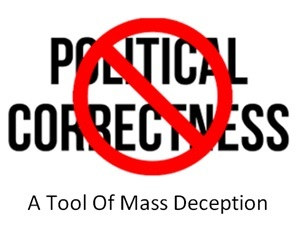 POLITICAL
CORRECTNESS
A Tool Of Mass Deception